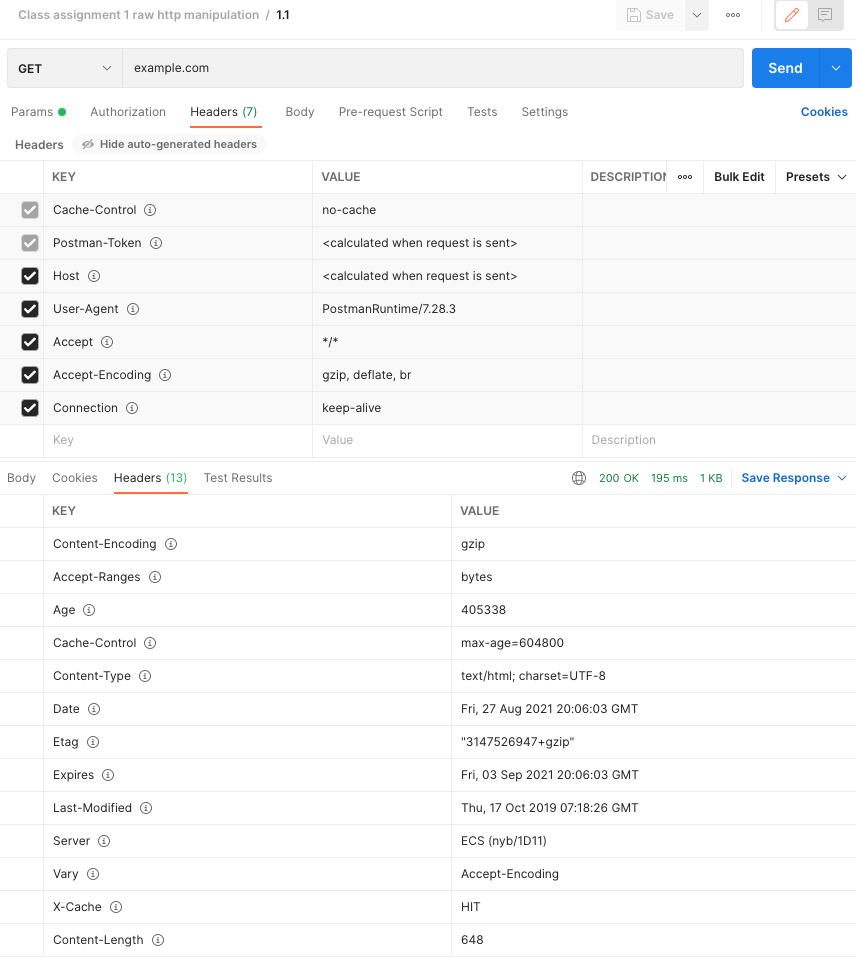 Class assignment 1 raw http manipulation / 1.1 Save
GET example.com Send
Params Authorization Headers (7) Body Pre-request Script Tests Settings Cookies
Headers Hide auto-generated headers
KEY VALUE DESCRIPTION Bulk Edit Presets
Cache-Control no-cache
Postman-Token <calculated when request is sent>
Host <calculated when request is sent>
User-Agent PostmanRuntime/7.28.3
Accept */*
Accept-Encoding gzip, deflate, br
Connection keep-alive
Key Value Description
Body Cookies Headers (13) Test Results 200 OK 195 ms 1 KB Save Response
KEY VALUE
Content-Encoding gzip
Accept-Ranges bytes
Age 405338
Cache-Control max-age=604800
Content-Type text/html; charset=UTF-8
Date Fri, 27 Aug 2021 20:06:03 GMT
Etag "3147526947+gzip"
Expires Fri, 03 Sep 2021 20:06:03 GMT
Last-Modified Thu, 17 Oct 2019 07:18:26 GMT
Server ECS (nyb/1D11)
Vary Accept-Encoding
X-Cache HIT
Content-Length 648